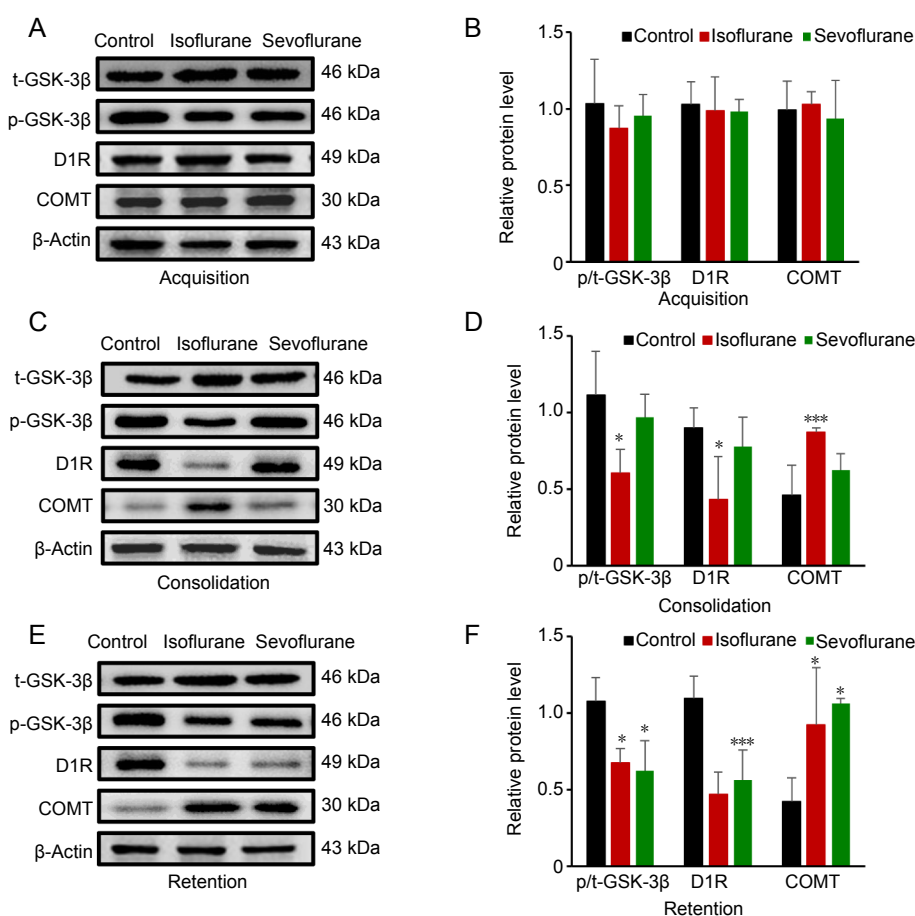 A
Control Isoflurane Sevoflurane
t-GSK-3β 46 kDa
p-GSK-3β 46 kDa
D1R 49 kDa
COMT 30 kDa
β-Actin 43 kDa
Acquisition
B
Control Isoflurane Sevoflurane
Relative protein level
1.5
1.0
0.5
0
p/t-GSK-3β D1R COMT
Acquisition
C
Control Isoflurane Sevoflurane
t-GSK-3β 46 kDa
p-GSK-3β 46 kDa
D1R 49 kDa
COMT 30 kDa
β-Actin 43 kDa
Consolidation
D
Control Isoflurane Sevoflurane
Relative protein level
1.5
1.0
0.5
0
* * ***
p/t-GSK-3β D1R COMT
Consolidation
E
Control Isoflurane Sevoflurane
t-GSK-3β 46 kDa
p-GSK-3β 46 kDa
D1R 49 kDa
COMT 30 kDa
β-Actin 43 kDa
Retention
F
Control Isoflurane Sevoflurane
Relative protein level
1.5
1.0
0.5
0
* * *** * *
p/t-GSK-3β D1R COMT
Retention